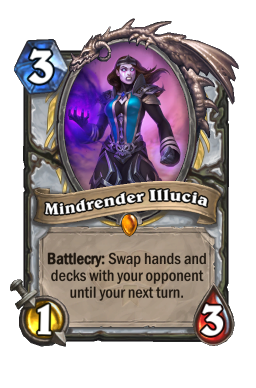 3
Mindrender Illucia
Battlecry: Swap hands and
decks with your opponent
until your next turn.
1
3